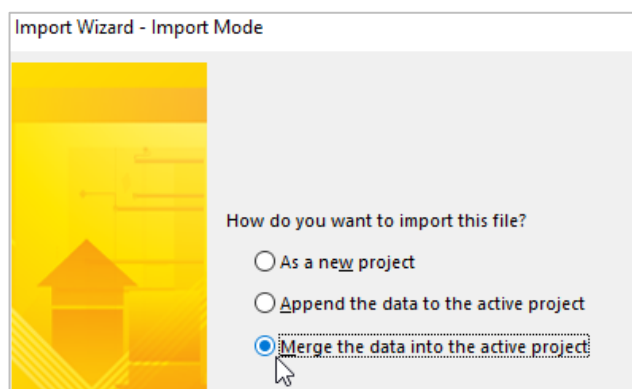 Import Wizard - Import Mode
How do you want to import this file?
As a new project
Append the data to the active project
Merge the data into the active project